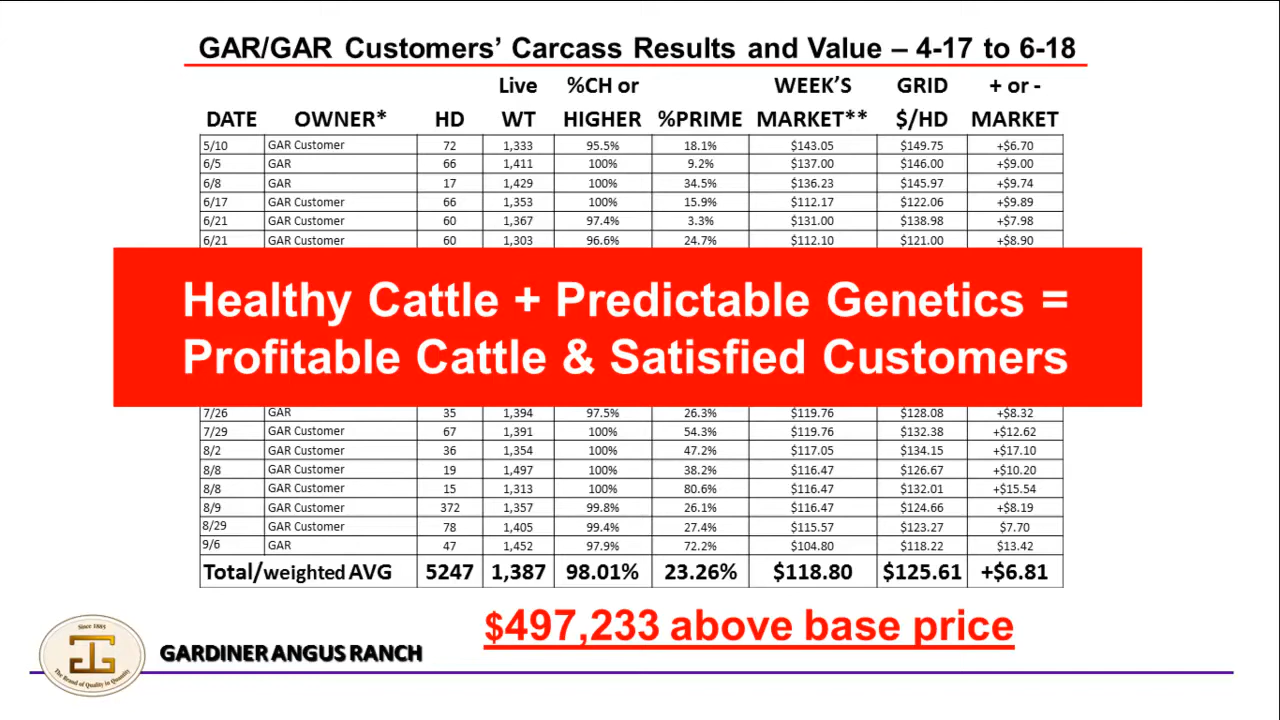 GAR/GAR Customers’ Carcass Results and Value – 4-17 to 6-18
DATE OWNER* HD Live WT %CH or HIGHER %PRIME WEEK’S MARKET** GRID $/HD + or - MARKET
5/10 GAR Customer 72 1,333 95.5% 18.1% $143.05 $149.75 +$6.70
6/5 GAR 66 1,411 100% 9.2% $137.00 $146.00 +$9.00
6/8 GAR 17 1,429 100% 34.5% $136.23 $145.97 +$9.74
6/17 GAR Customer 66 1,353 100% 15.9% $112.17 $122.06 +$9.89
6/21 GAR Customer 60 1,367 97.4% 3.3% $131.00 $138.98 +$7.98
6/21 GAR Customer 60 1,303 96.6% 24.7% $112.10 $121.00 +$8.90
Healthy Cattle + Predictable Genetics =
Profitable Cattle & Satisfied Customers
7/26 GAR 35 1,394 97.5% 26.3% $119.76 $128.08 +$8.32
7/29 GAR Customer 67 1,391 100% 54.3% $119.76 $132.38 +$12.62
8/2 GAR Customer 36 1,354 100% 47.2% $117.05 $134.15 +$17.10
8/8 GAR Customer 19 1,497 100% 38.2% $116.47 $126.67 +$10.20
8/8 GAR Customer 15 1,313 100% 80.6% $116.47 $132.01 +$15.54
8/9 GAR Customer 372 1,357 99.8% 26.1% $116.47 $124.66 +$8.19
8/29 GAR Customer 78 1,405 99.4% 27.4% $115.57 $123.27 $7.70
9/6 GAR 47 1,452 97.9% 72.2% $104.80 $118.22 $13.42
Total/weighted AVG 5247 1,387 98.01% 23.26% $118.80 $125.61 +$6.81
$497,233 above base price
Since 1885
The Brand of Quality in Quantity
GARDINER ANGUS RANCH